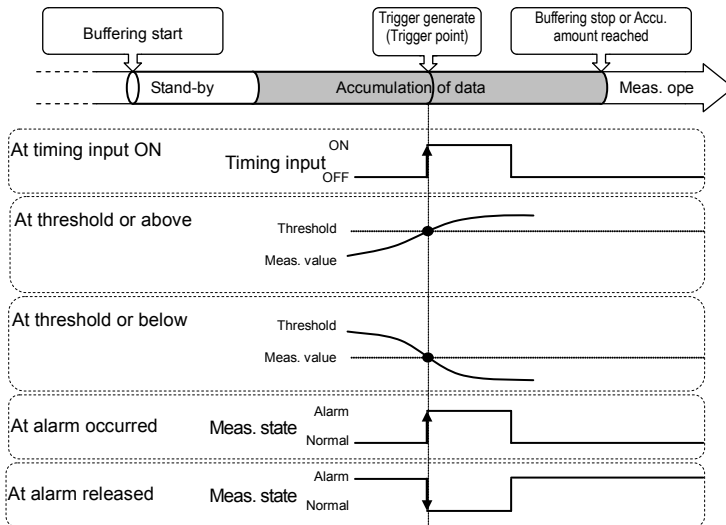 Buffering start
Trigger generate
(Trigger point)
Buffering stop or Accu.
amount reached
Stand-by
Accumulation of data
Meas. ope
At timing input ON
Timing input
ON
OFF
At threshold or above
Threshold
Meas. value
At threshold or below
Threshold
Meas. value
At alarm occurred
Meas. state
Alarm
Normal
At alarm released
Meas. state
Alarm
Normal